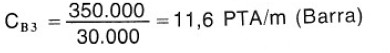 C_B3 = 350.000 / 30.000 = 11,6 PTA/m (Barra)